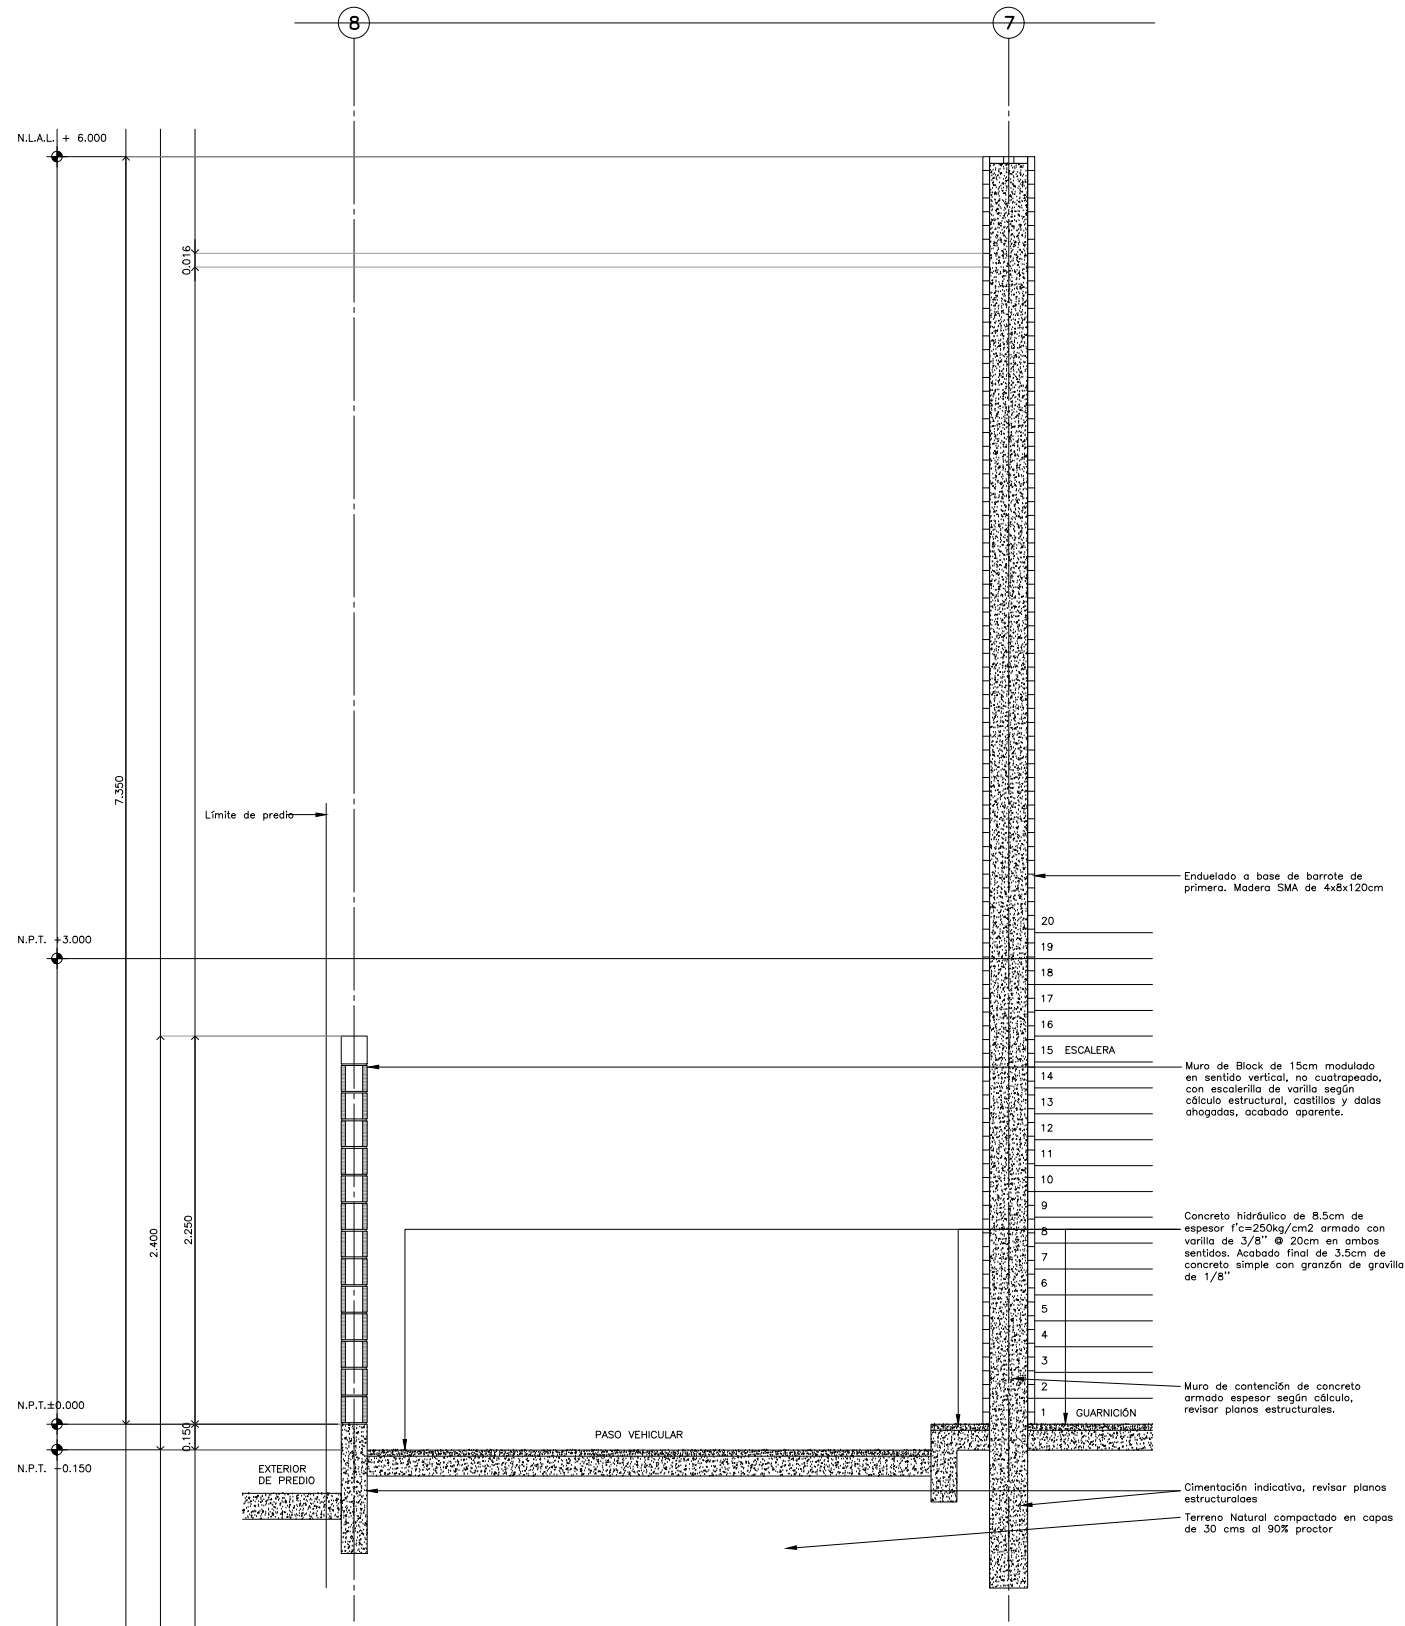 8
7
N.L.A.L. + 6.000
0.016
7.350
Límite de predio
Enduelado a base de barrote de
primera. Madera SMA de 4x8x120cm
N.P.T. +3.000
20
19
18
17
16
15 ESCALERA
14
13
12
11
10
9
8
7
6
5
4
3
2
1
GUARNICIÓN
Muro de Block de 15cm modulado
en sentido vertical, no cuatrapeado,
con escalerilla de varilla según
cálculo estructural, castillos y dalas
ahogadas, acabado aparente.
2.400
2.250
Concreto hidráulico de 8.5cm de
espesor f'c=250kg/cm2 armado con
varilla de 3/8'' @ 20cm en ambos
sentidos. Acabado final de 3.5cm de
concreto simple con granzón de gravilla
de 1/8''
Muro de contención de concreto
armado espesor según cálculo,
revisar planos estructurales.
N.P.T.±0.000
0.150
N.P.T. -0.150
PASO VEHICULAR
EXTERIOR
DE PREDIO
Cimentación indicativa, revisar planos
estructuralaes
Terreno Natural compactado en capas
de 30 cms al 90% proctor